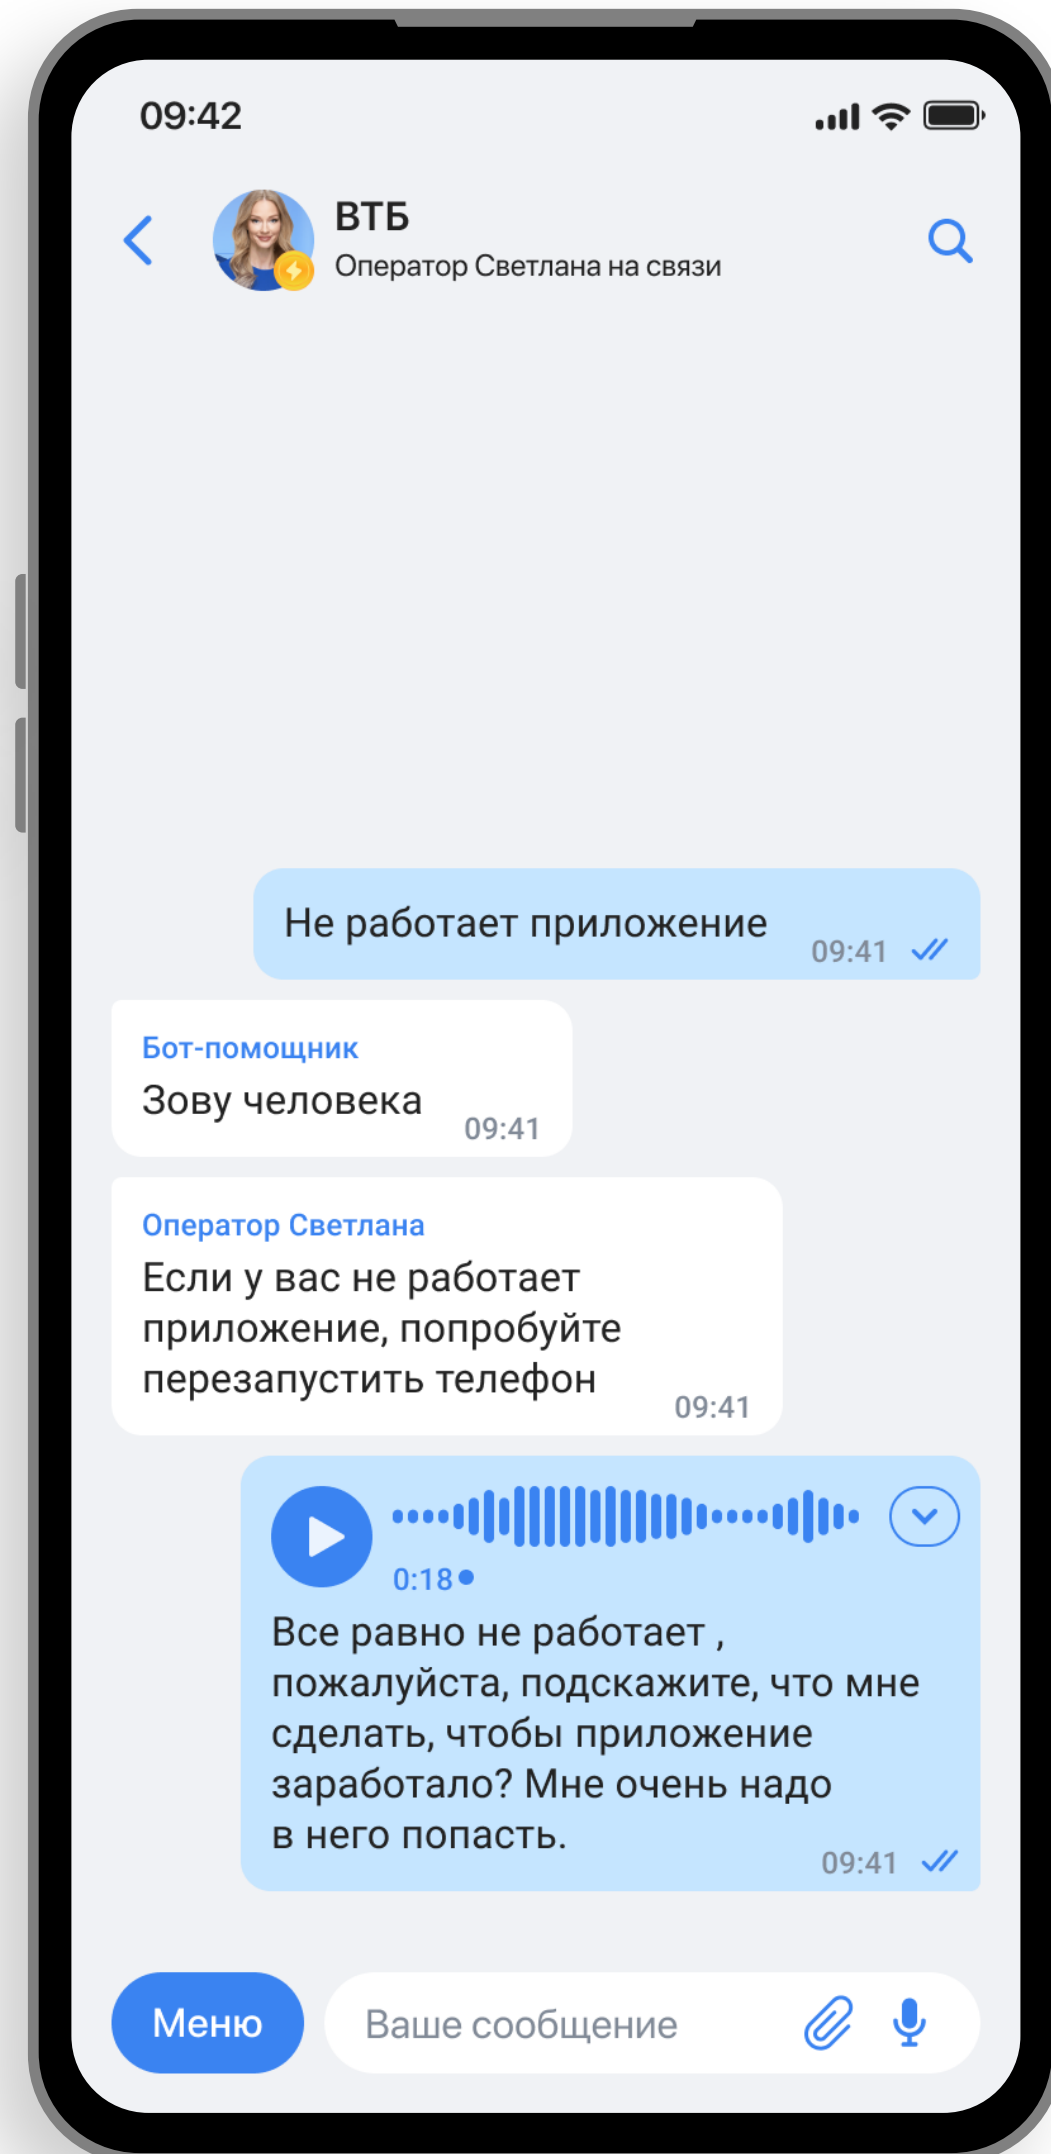 09:42
ВТБ
Оператор Светлана на связи
Не работает приложение
09:41
Бот-помощник
Зову человека
09:41
Оператор Светлана
Если у вас не работает
приложение, попробуйте
перезапустить телефон
09:41
0:18
Все равно не работает ,
пожалуйста, подскажите, что мне
сделать, чтобы приложение
заработало? Мне очень надо
в него попасть.
09:41
Меню
Ваше сообщение